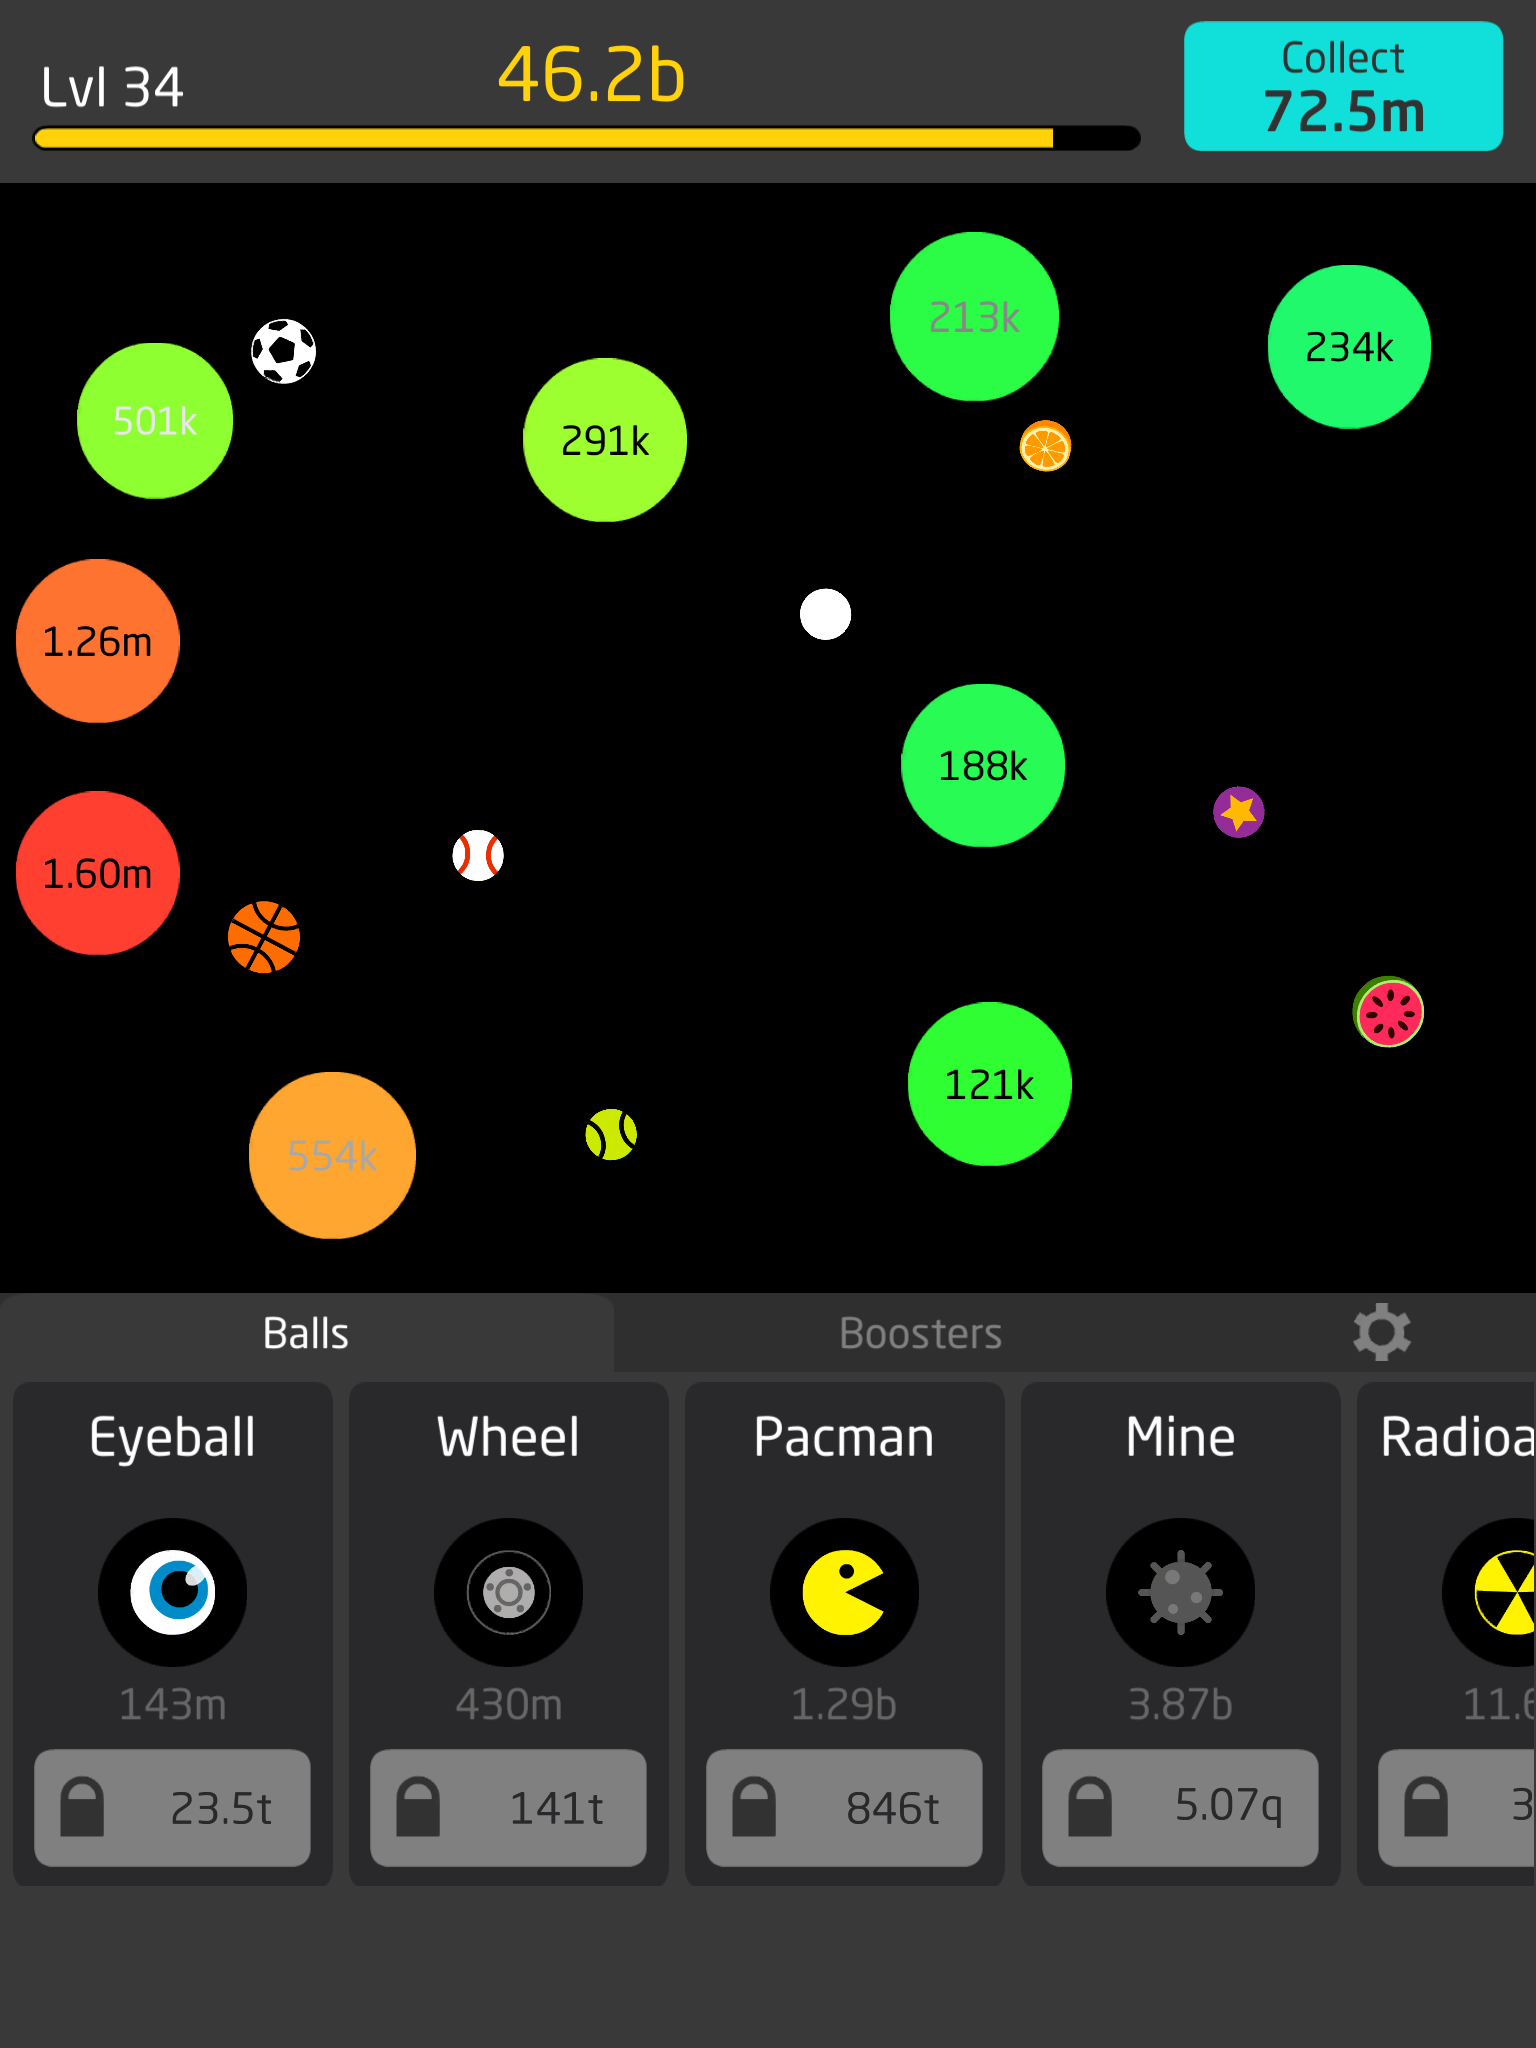 Lvl 34
46.2b
Collect
72.5m
213k
234k
501k
291k
1.26m
188k
1.60m
121k
554k
Balls
Boosters
Eyeball
Wheel
Pacman
Mine
143m
430m
1.29b
3.87b
23.5t
141t
846t
5.07q